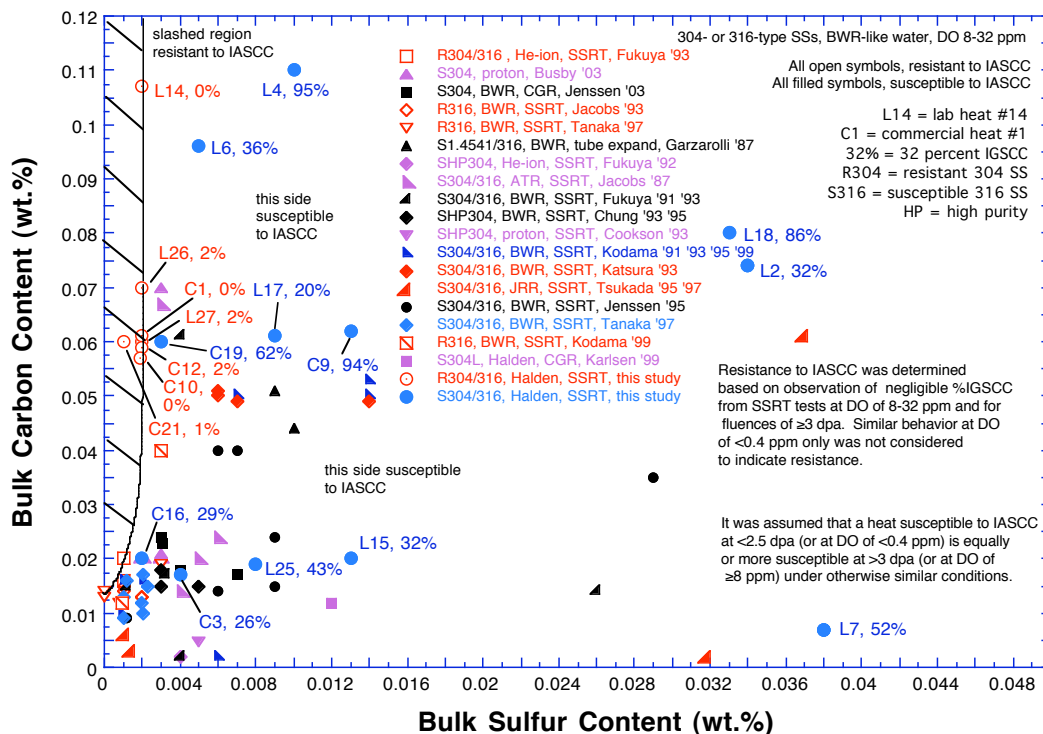 0.12
0.11
0.1
0.09
0.08
0.07
0.06
0.05
0.04
0.03
0.02
0.01
0
Bulk Carbon Content (wt.%)
slashed region
resistant to IASCC
L14, 0%
L4, 95%
L6, 36%
this side
susceptible
to IASCC
L26, 2%
C1, 0%
L17, 20%
L27, 2%
C19, 62%
C9, 94%
C12, 2%
C10,
0%
C21, 1%
this side susceptible
to IASCC
C16, 29%
L15, 32%
L25, 43%
C3, 26%
R304/316 , He-ion, SSRT, Fukuya '93
S304, proton, Busby '03
S304, BWR, CGR, Jenssen '03
R316, BWR, SSRT, Jacobs '93
R316, BWR, SSRT, Tanaka '97
S1.4541/316, BWR, tube expand, Garzarolli '87
SHP304, He-ion, SSRT, Fukuya '92
S304/316, ATR, SSRT, Jacobs '87
S304/316, BWR, SSRT, Fukuya '91 '93
SHP304, BWR, SSRT, Chung '93 '95
SHP304, proton, SSRT, Cookson '93
S304/316, BWR, SSRT, Kodama '91 '93 '95 '99
S304/316, BWR, SSRT, Katsura '93
S304/316, JRR, SSRT, Tsukada '95 '97
S304/316, BWR, SSRT, Jenssen '95
S304/316, BWR, SSRT, Tanaka '97
R316, BWR, SSRT, Kodama '99
S304L, Halden, CGR, Karlsen '99
R304/316, Halden, SSRT, this study
S304/316, Halden, SSRT, this study
304- or 316-type SSs, BWR-like water, DO 8-32 ppm
All open symbols, resistant to IASCC
All filled symbols, susceptible to IASCC
L14 = lab heat #14
C1 = commercial heat #1
32% = 32 percent IGSCC
R304 = resistant 304 SS
S316 = susceptible 316 SS
HP = high purity
L18, 86%
L2, 32%
Resistance to IASCC was determined
based on observation of negligible %IGSCC
from SSRT tests at DO of 8-32 ppm and for
fluences of ≥3 dpa. Similar behavior at DO
of <0.4 ppm only was not considered
to indicate resistance.
It was assumed that a heat susceptible to IASCC
at <2.5 dpa (or at DO of <0.4 ppm) is equally
or more susceptible at >3 dpa (or at DO of
≥8 ppm) under otherwise similar conditions.
L7, 52%
0 0.004 0.008 0.012 0.016 0.02 0.024 0.028 0.032 0.036 0.04 0.044 0.048
Bulk Sulfur Content (wt.%)